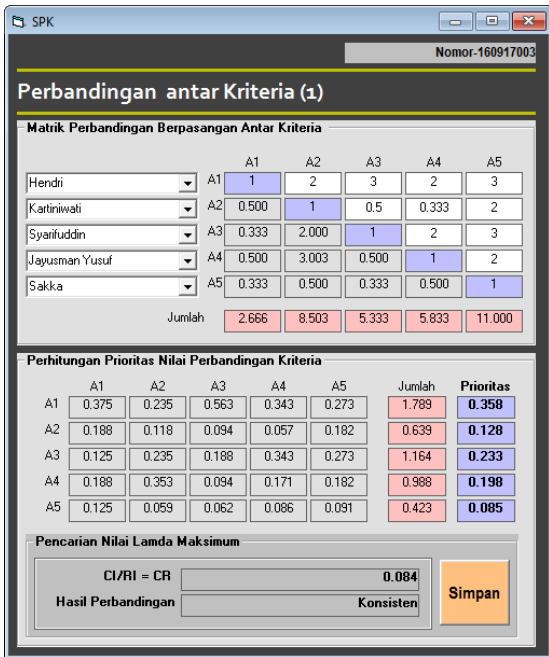 SPK
Nomor-160917003
Perbandingan antar Kriteria (1)
Matrik Perbandingan Berpasangan Antar Kriteria
A1 A2 A3 A4 A5
Hendri A1 1 2 3 2 3
Kartiniwati A2 0.500 1 0.5 0.333 2
Syarifuddin A3 0.333 2.000 1 2 3
Jayusman Yusuf A4 0.500 3.003 0.500 1 2
Sakka A5 0.333 0.500 0.333 0.500 1
Jumlah 2.666 8.503 5.333 5.833 11.000
Perhitungan Prioritas Nilai Perbandingan Kriteria
A1 A2 A3 A4 A5 Jumlah Prioritas
A1 0.375 0.235 0.563 0.343 0.273 1.789 0.358
A2 0.188 0.118 0.094 0.057 0.182 0.639 0.128
A3 0.125 0.235 0.188 0.343 0.273 1.164 0.233
A4 0.188 0.353 0.094 0.171 0.182 0.988 0.198
A5 0.125 0.059 0.062 0.086 0.091 0.423 0.085
Pencarian Nilai Lamda Maksimum
CI/RI = CR 0.084
Hasil Perbandingan Konsisten
Simpan